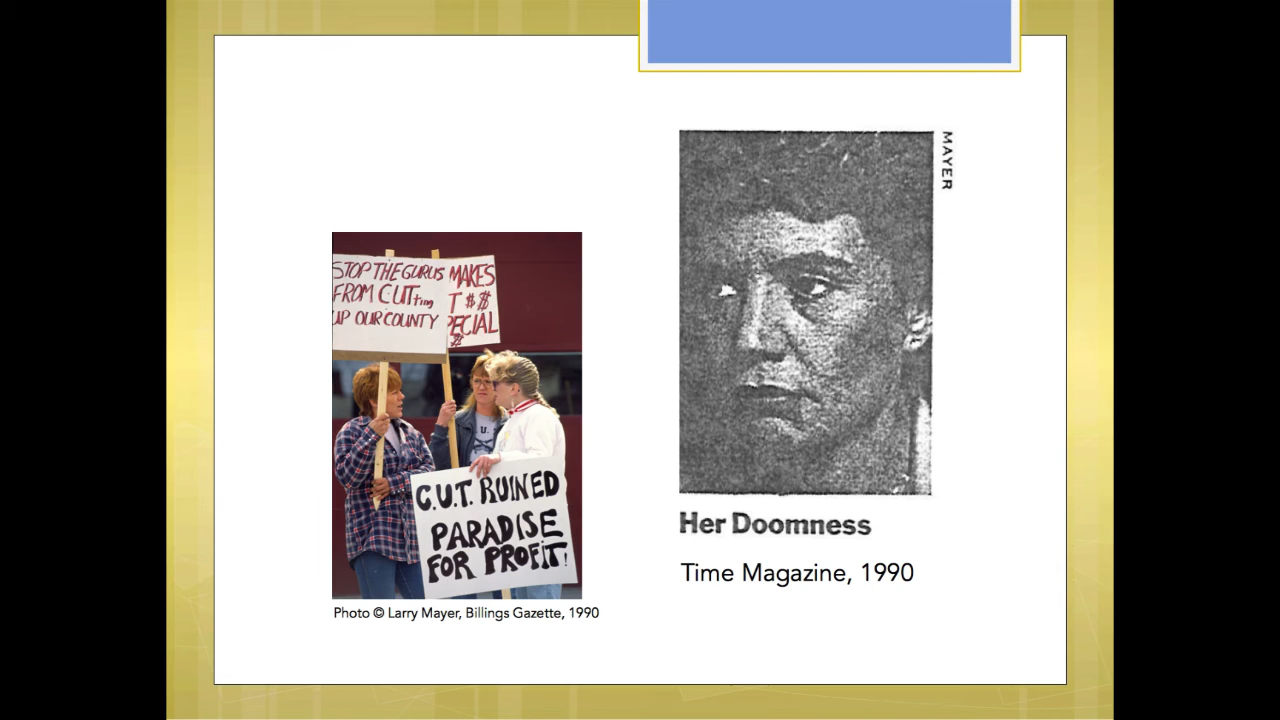 STOP THE GURUS
FROM CUTting
UP OUR COUNTY
MAKES
T $$
PECIAL
$
U.
C.U.T. RUINED
PARADISE
FOR PROFIT!
Photo © Larry Mayer, Billings Gazette, 1990
MAYER
Her Doomness
Time Magazine, 1990